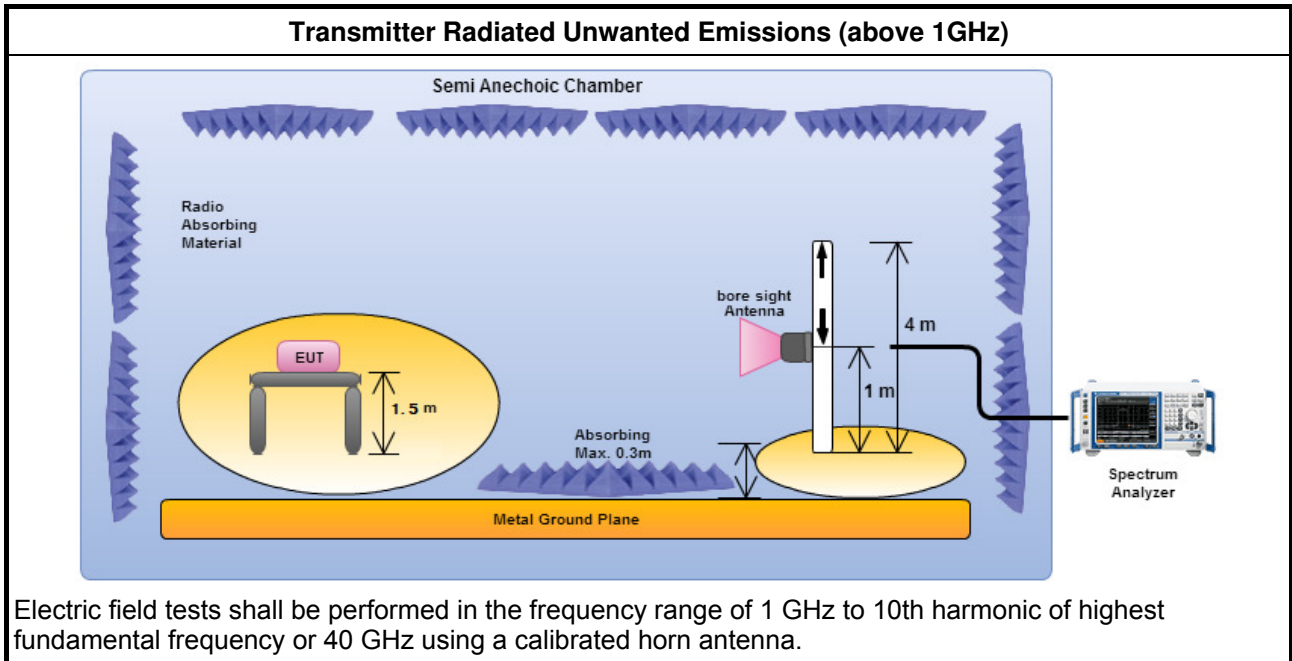 Transmitter Radiated Unwanted Emissions (above 1GHz)
Semi Anechoic Chamber
Radio
Absorbing
Material
bore sight
Antenna
4 m
EUT
1 m
1.5 m
Absorbing
Max. 0.3m
Spectrum
Analyzer
Metal Ground Plane
Electric field tests shall be performed in the frequency range of 1 GHz to 10th harmonic of highest
fundamental frequency or 40 GHz using a calibrated horn antenna.